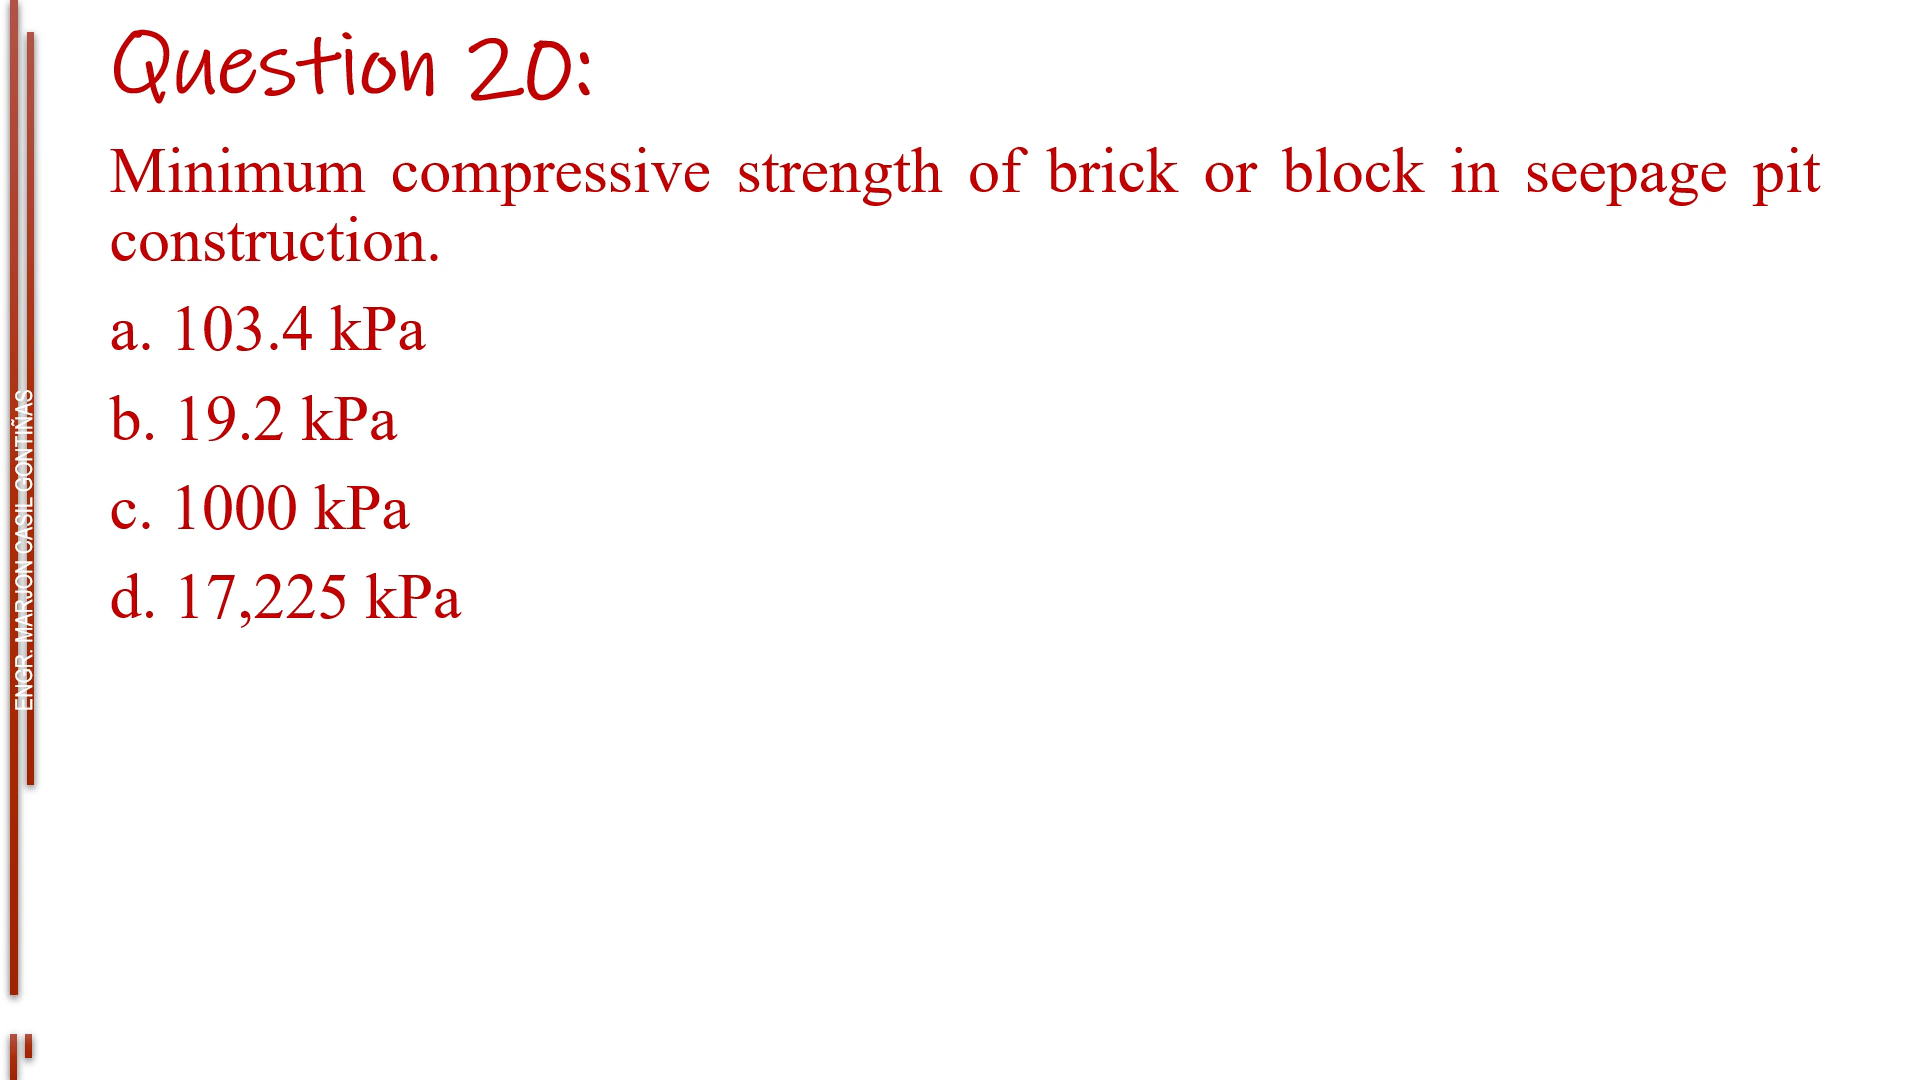 Question 20:
Minimum compressive strength of brick or block in seepage pit
construction.
a. 103.4 kPa
b. 19.2 kPa
c. 1000 kPa
d. 17,225 kPa
ENGR. MARJON CASIL GONTIÑAS